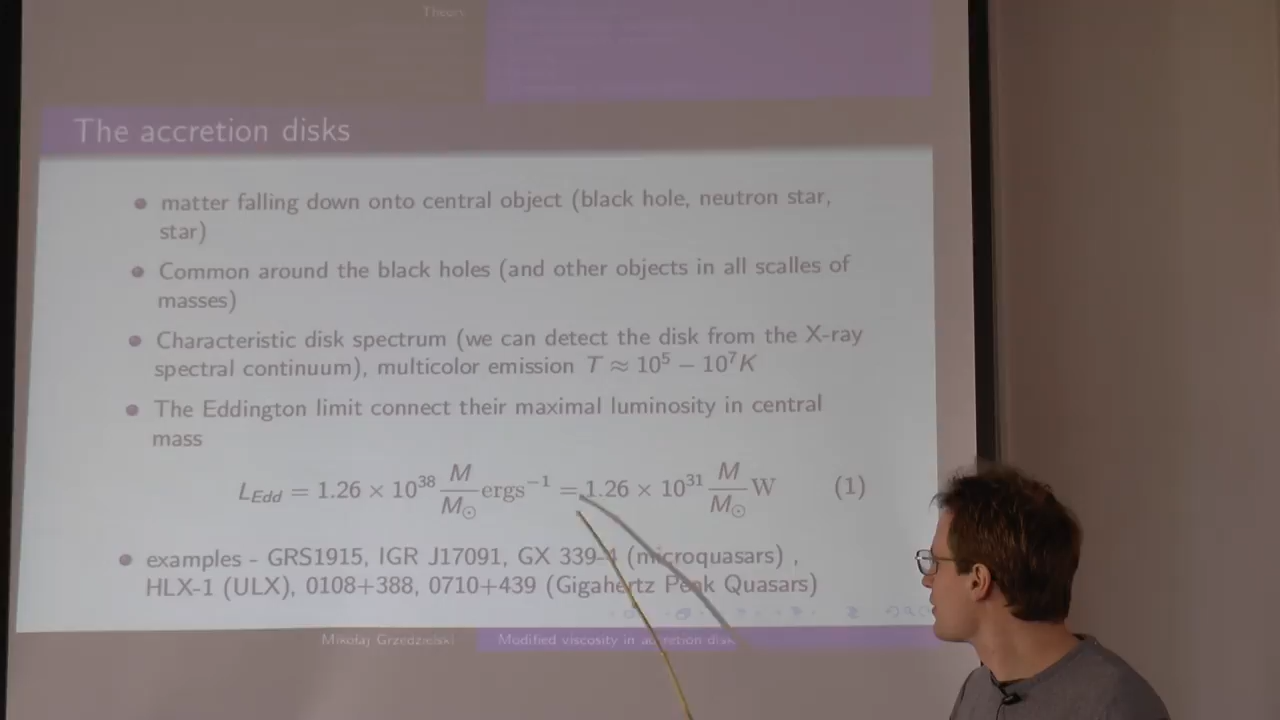 Theory
The accretion disks
matter falling down onto central object (black hole, neutron star,
star)
Common around the black holes (and other objects in all scalles of
masses)
Characteristic disk spectrum (we can detect the disk from the X-ray
spectral continuum), multicolor emission T ≈ 10⁵ − 10⁷K
The Eddington limit connect their maximal luminosity in central
mass
L_Edd = 1.26 × 10³⁸ M/M☉ ergs⁻¹ = 1.26 × 10³¹ M/M☉ W (1)
examples - GRS1915, IGR J17091, GX 339-4 (microquasars) ,
HLX-1 (ULX), 0108+388, 0710+439 (Gigahertz Peak Quasars)
Mikołaj Grzedzielski Modified viscosity in accretion disks